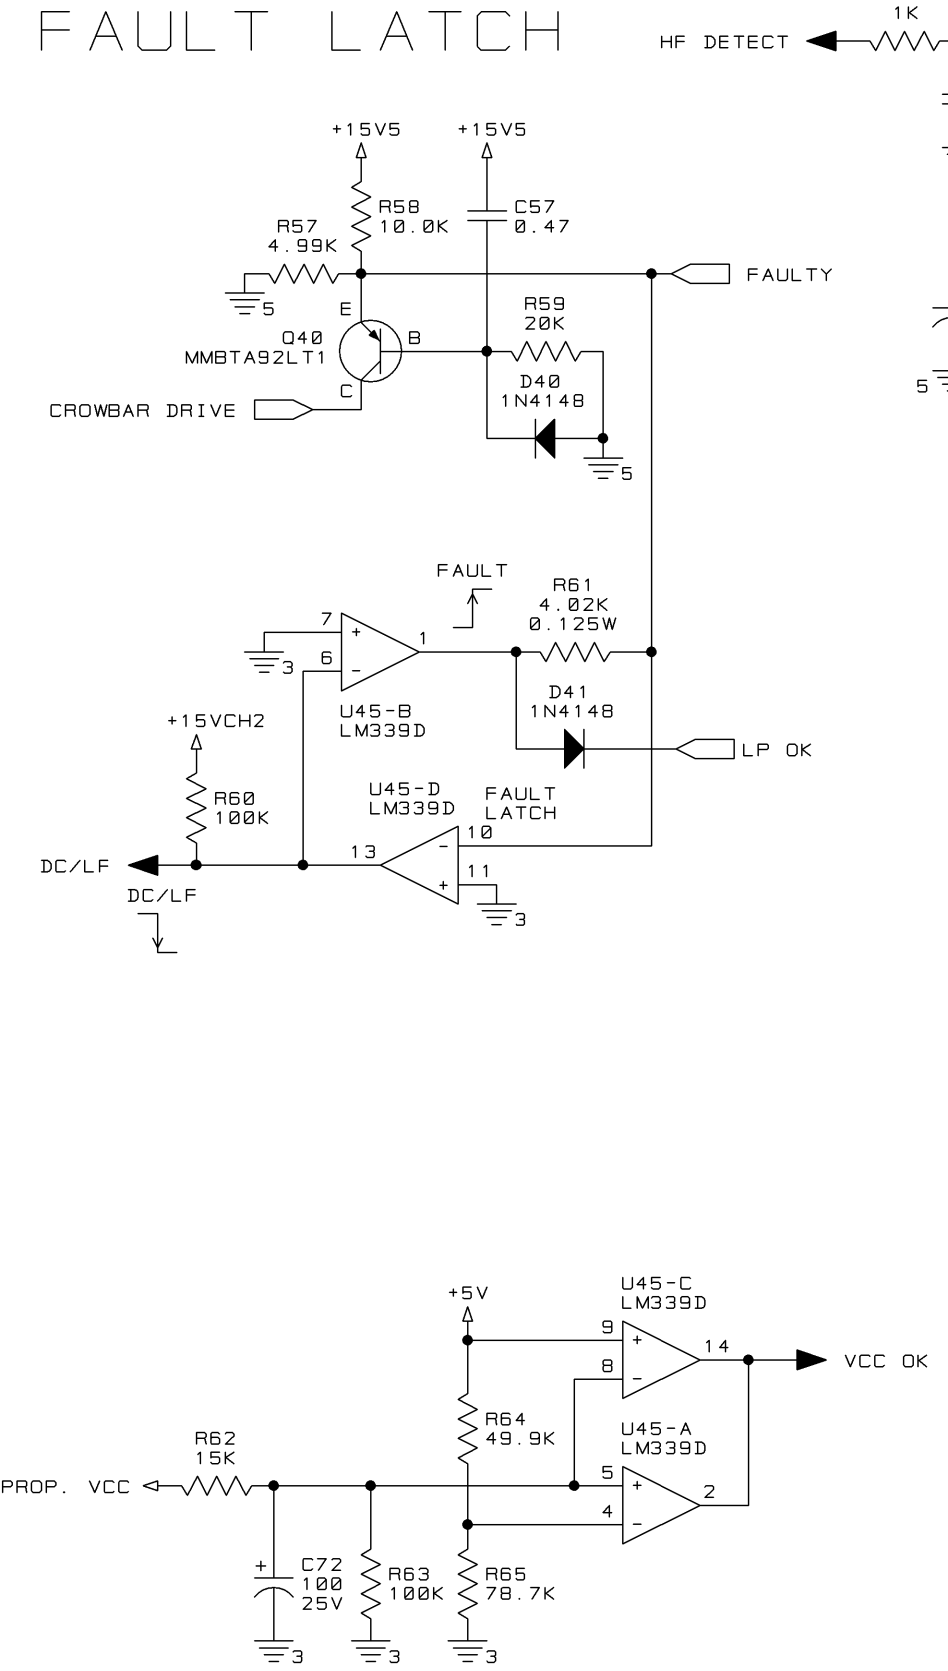 FAULT LATCH
1K
HF DETECT
+15V5
+15V5
R58
10.0K
C57
0.47
R57
4.99K
FAULTY
5
E
R59
20K
Q40
MMBTA92LT1
B
D40
1N4148
C
5
CROWBAR DRIVE
5
FAULT
R61
4.02K
0.125W
7
+
1
3
6
-
D41
1N4148
U45-B
LM339D
+15VCH2
LP OK
U45-D
LM339D
FAULT
LATCH
R60
100K
10
-
13
11
+
DC/LF
DC/LF
3
U45-C
LM339D
+5V
9
+
14
8
-
VCC OK
R64
49.9K
U45-A
LM339D
R62
15K
5
+
2
PROP. VCC
4
-
+
C72
100
25V
R63
100K
R65
78.7K
3
3
3